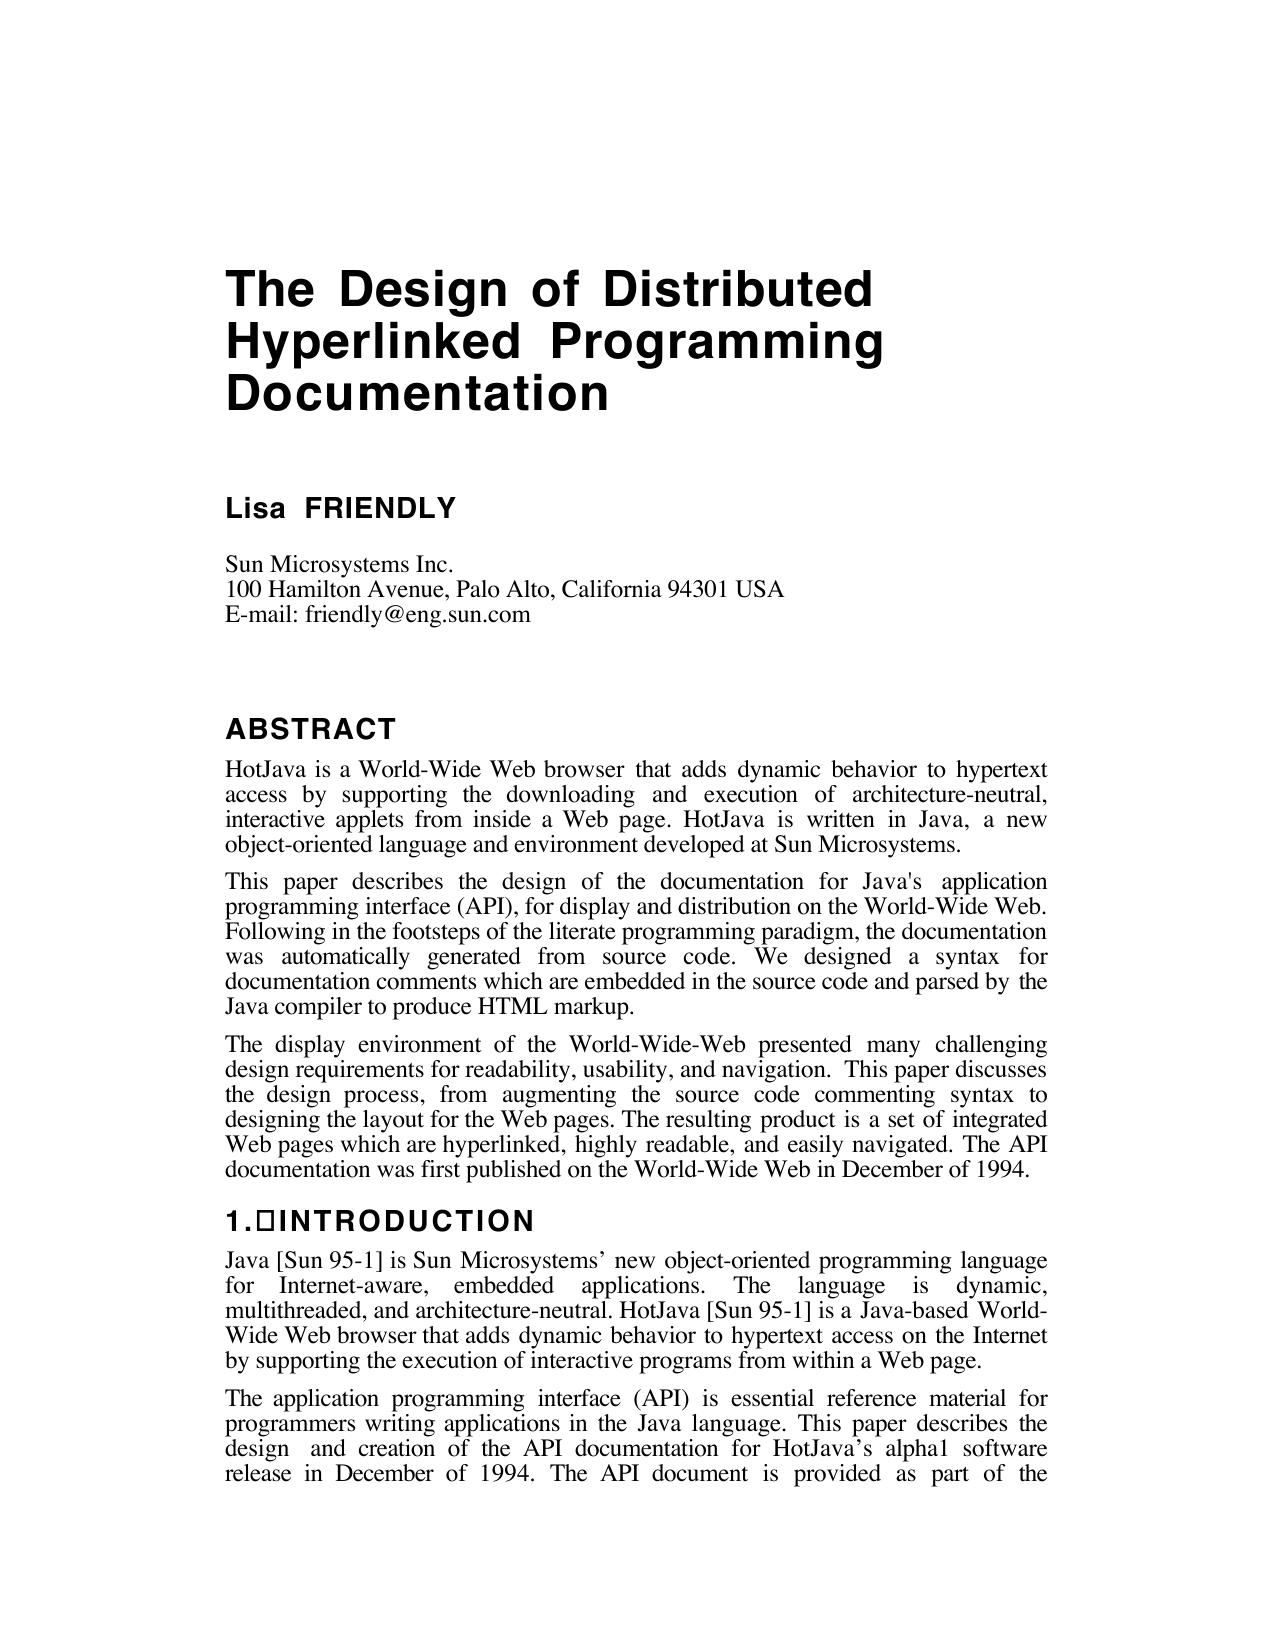 The Design of Distributed
Hyperlinked Programming
Documentation
Lisa FRIENDLY
Sun Microsystems Inc.
100 Hamilton Avenue, Palo Alto, California 94301 USA
E-mail: friendly@eng.sun.com
ABSTRACT
HotJava is a World-Wide Web browser that adds dynamic behavior to hypertext
access by supporting the downloading and execution of architecture-neutral,
interactive applets from inside a Web page. HotJava is written in Java, a new
object-oriented language and environment developed at Sun Microsystems.
This paper describes the design of the documentation for Java's application
programming interface (API), for display and distribution on the World-Wide Web.
Following in the footsteps of the literate programming paradigm, the documentation
was automatically generated from source code. We designed a syntax for
documentation comments which are embedded in the source code and parsed by the
Java compiler to produce HTML markup.
The display environment of the World-Wide-Web presented many challenging
design requirements for readability, usability, and navigation. This paper discusses
the design process, from augmenting the source code commenting syntax to
designing the layout for the Web pages. The resulting product is a set of integrated
Web pages which are hyperlinked, highly readable, and easily navigated. The API
documentation was first published on the World-Wide Web in December of 1994.
1.□INTRODUCTION
Java [Sun 95-1] is Sun Microsystems’ new object-oriented programming language
for Internet-aware, embedded applications. The language is dynamic,
multithreaded, and architecture-neutral. HotJava [Sun 95-1] is a Java-based World-
Wide Web browser that adds dynamic behavior to hypertext access on the Internet
by supporting the execution of interactive programs from within a Web page.
The application programming interface (API) is essential reference material for
programmers writing applications in the Java language. This paper describes the
design and creation of the API documentation for HotJava’s alpha1 software
release in December of 1994. The API document is provided as part of the